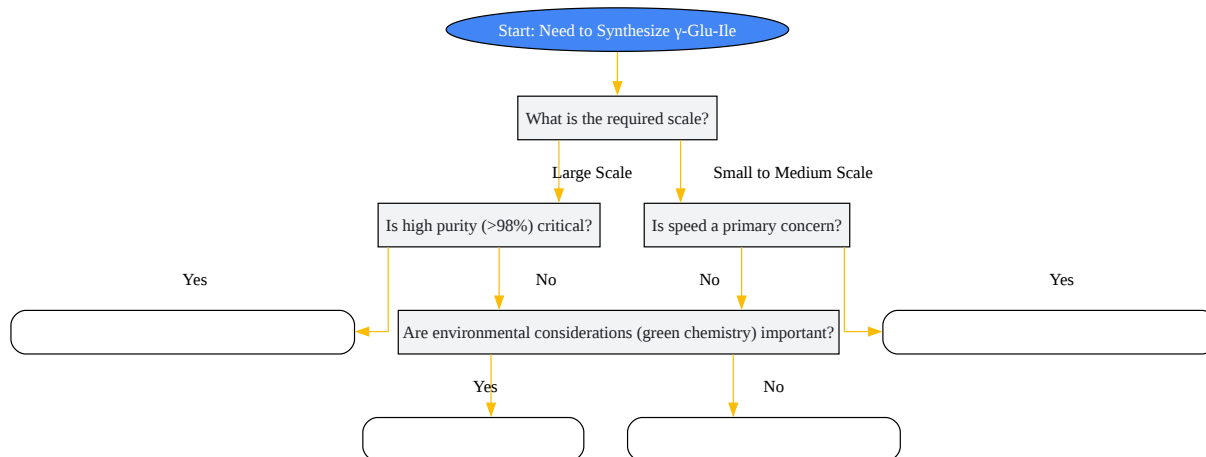 Start: Need to Synthesize γ-Glu-Ile
What is the required scale?
Large Scale
Small to Medium Scale
Is high purity (>98%) critical?
Is speed a primary concern?
Yes
No
No
Yes
Are environmental considerations (green chemistry) important?
Yes
No